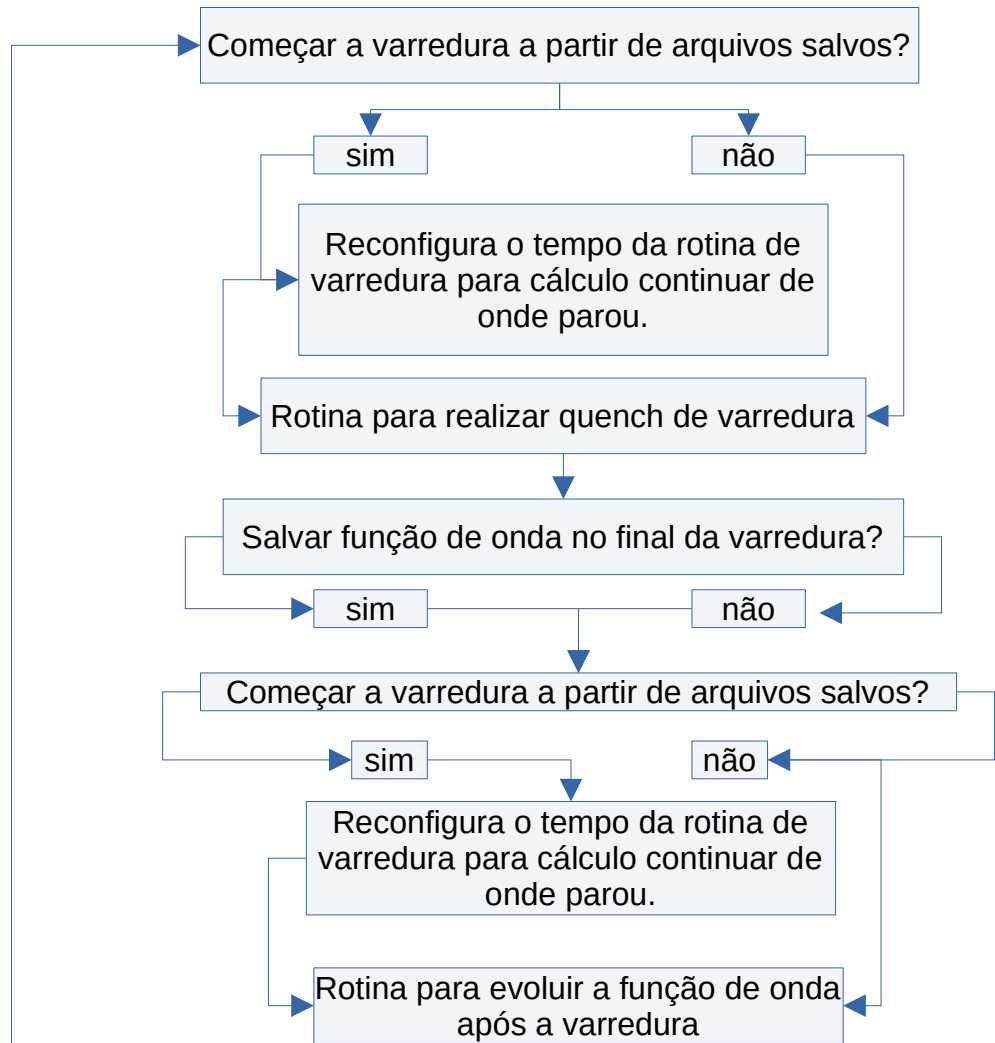 Começar a varredura a partir de arquivos salvos?
sim
não
Reconfigura o tempo da rotina de
varredura para cálculo continuar de
onde parou.
Rotina para realizar quench de varredura
Salvar função de onda no final da varredura?
sim
não
Começar a varredura a partir de arquivos salvos?
sim
não
Reconfigura o tempo da rotina de
varredura para cálculo continuar de
onde parou.
Rotina para evoluir a função de onda
após a varredura